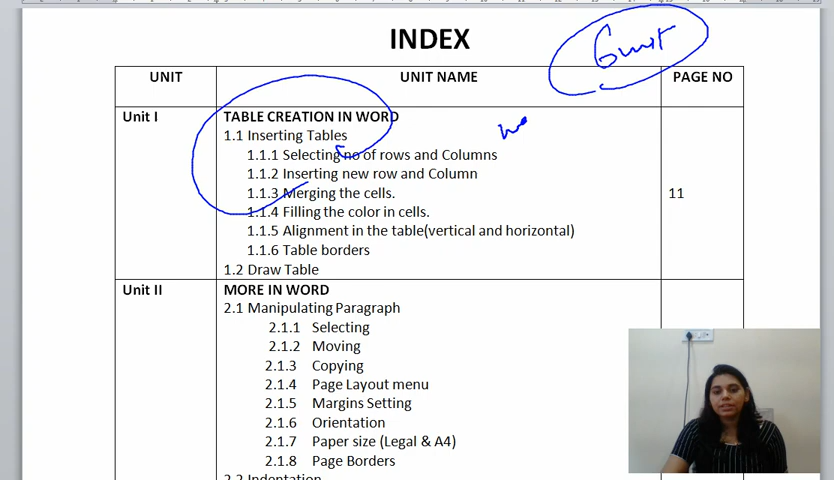 INDEX
6 unit
UNIT UNIT NAME PAGE NO
Unit I TABLE CREATION IN WORD
1.1 Inserting Tables
1.1.1 Selecting no of rows and Columns
1.1.2 Inserting new row and Column
1.1.3 Merging the cells. 11
1.1.4 Filling the color in cells.
1.1.5 Alignment in the table(vertical and horizontal)
1.1.6 Table borders
1.2 Draw Table
Unit II MORE IN WORD
2.1 Manipulating Paragraph
2.1.1 Selecting
2.1.2 Moving
2.1.3 Copying
2.1.4 Page Layout menu
2.1.5 Margins Setting
2.1.6 Orientation
2.1.7 Paper size (Legal & A4)
2.1.8 Page Borders
2.2 Indentation